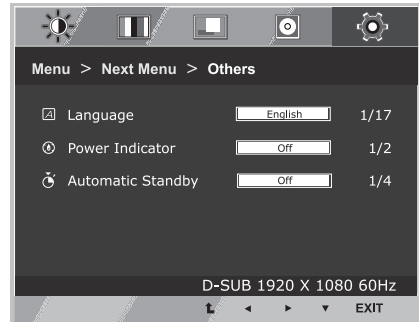 Menu > Next Menu > Others
Language English 1/17
Power Indicator Off 1/2
Automatic Standby Off 1/4
D-SUB 1920 X 1080 60Hz
EXIT